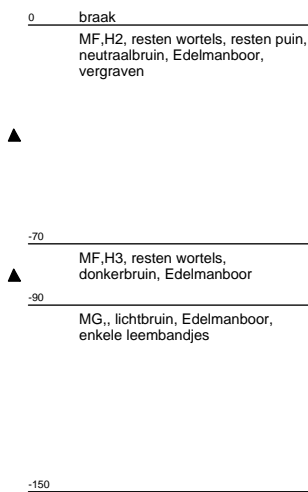 0 braak
MF,H2, resten wortels, resten puin,
neutraalbruin, Edelmanboor,
vergraven
-70
MF,H3, resten wortels,
donkerbruin, Edelmanboor
-90
MG,, lichtbruin, Edelmanboor,
enkele leembandjes
-150